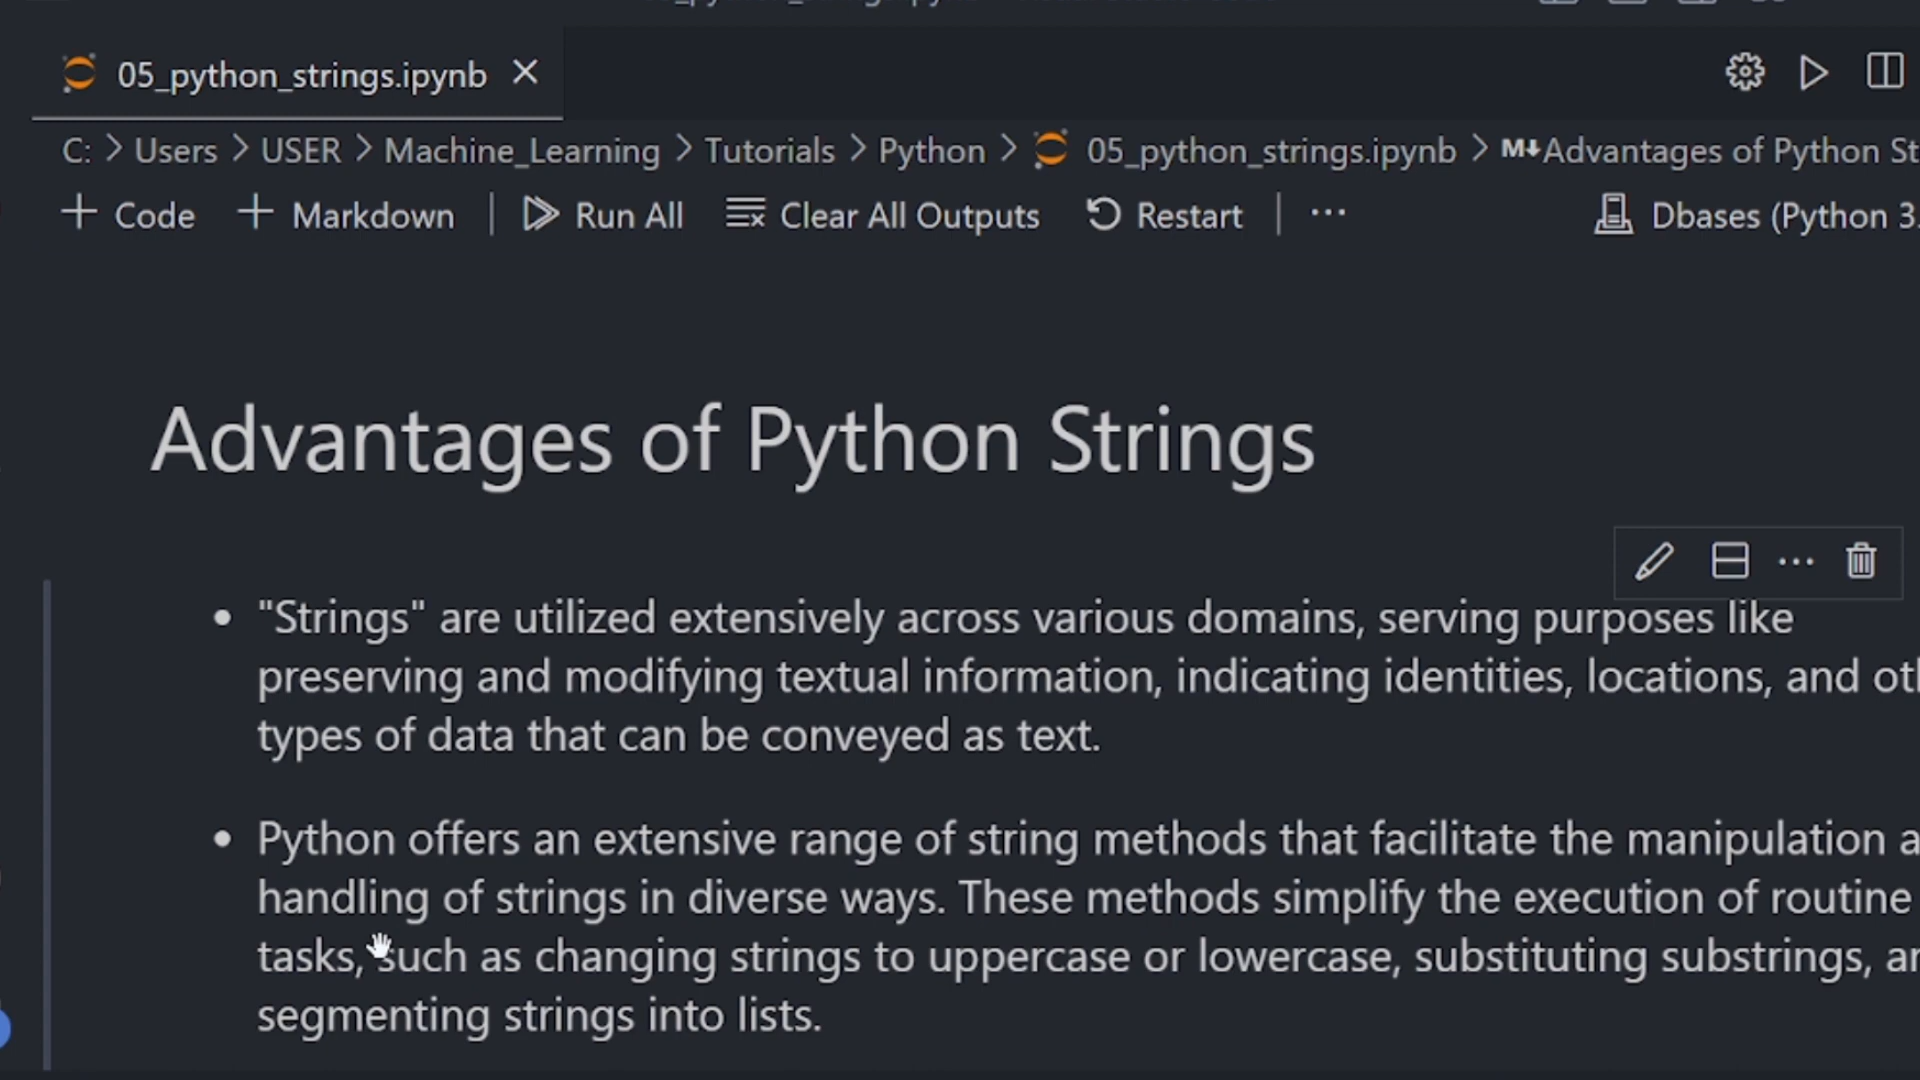 05_python_strings.ipynb
C: > Users > USER > Machine_Learning > Tutorials > Python > 05_python_strings.ipynb > M↓Advantages of Python St
+ Code + Markdown | Run All Clear All Outputs Restart | ... Dbases (Python 3.
Advantages of Python Strings
• "Strings" are utilized extensively across various domains, serving purposes like
preserving and modifying textual information, indicating identities, locations, and oth
types of data that can be conveyed as text.
• Python offers an extensive range of string methods that facilitate the manipulation a
handling of strings in diverse ways. These methods simplify the execution of routine
tasks, such as changing strings to uppercase or lowercase, substituting substrings, an
segmenting strings into lists.